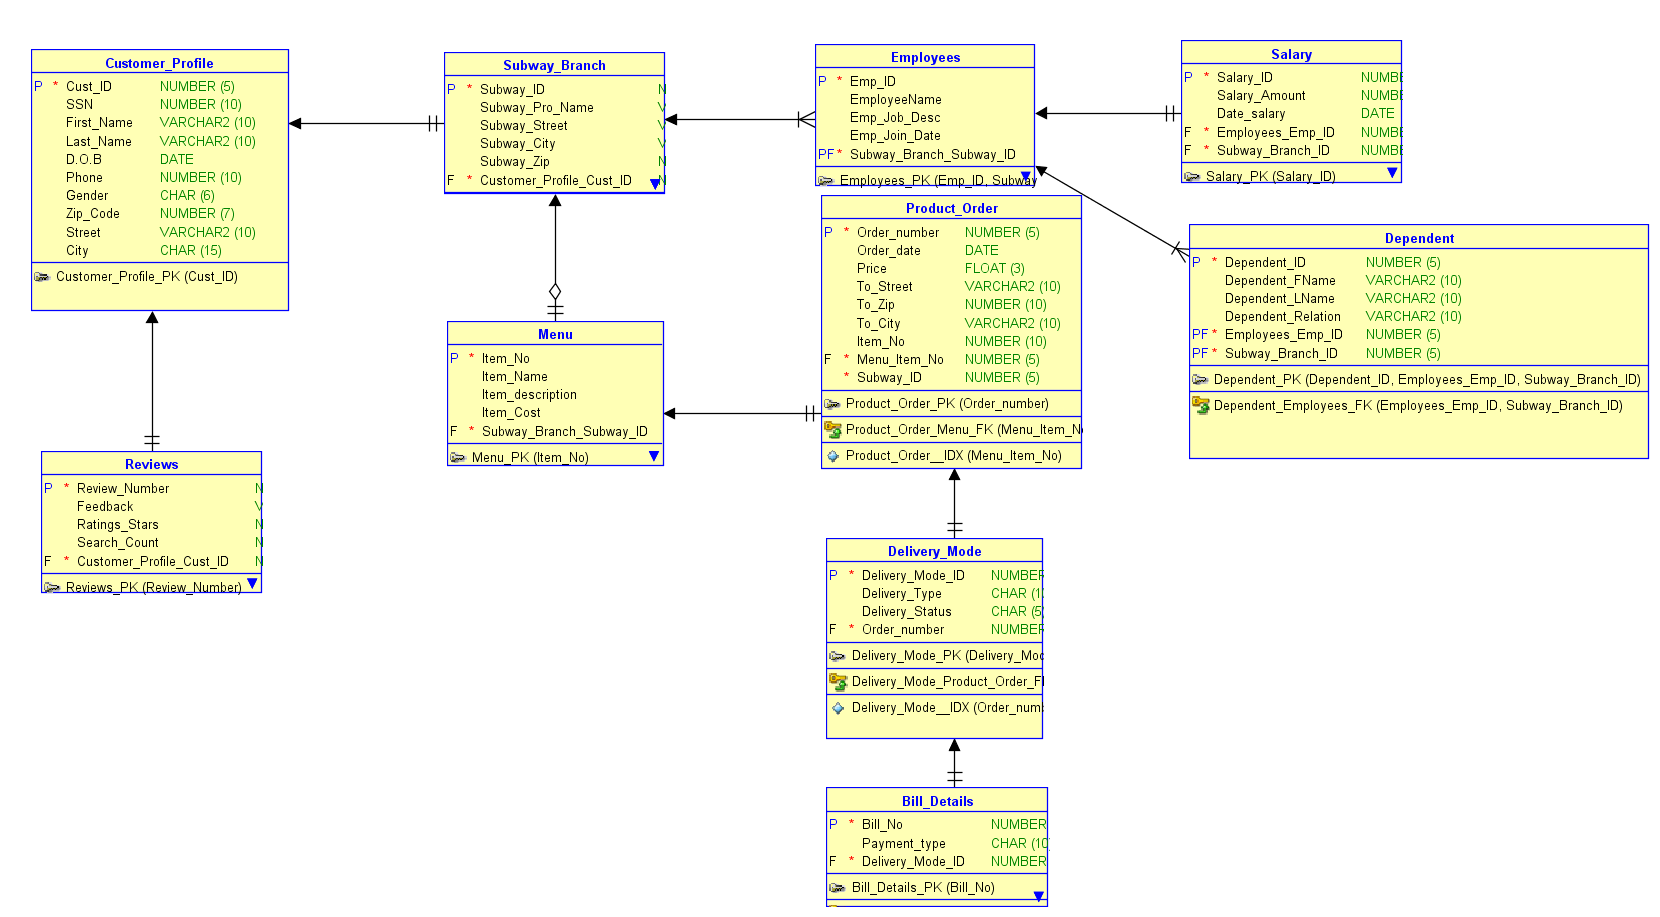 Customer_Profile
P * Cust_ID NUMBER (5)
SSN NUMBER (10)
First_Name VARCHAR2 (10)
Last_Name VARCHAR2 (10)
D.O.B DATE
Phone NUMBER (10)
Gender CHAR (6)
Zip_Code NUMBER (7)
Street VARCHAR2 (10)
City CHAR (15)
Customer_Profile_PK (Cust_ID)
Subway_Branch
P * Subway_ID N
Subway_Pro_Name V
Subway_Street V
Subway_City V
Subway_Zip N
F * Customer_Profile_Cust_ID N
Employees
P * Emp_ID
EmployeeName
Emp_Job_Desc
Emp_Join_Date
PF * Subway_Branch_Subway_ID
Employees_PK (Emp_ID, Subway
Salary
P * Salary_ID NUMBE
Salary_Amount NUMBE
Date_salary DATE
F * Employees_Emp_ID NUMBE
F * Subway_Branch_ID NUMBE
Salary_PK (Salary_ID)
Product_Order
P * Order_number NUMBER (5)
Order_date DATE
Price FLOAT (3)
To_Street VARCHAR2 (10)
To_Zip NUMBER (10)
To_City VARCHAR2 (10)
Item_No NUMBER (10)
F * Menu_Item_No NUMBER (5)
* Subway_ID NUMBER (5)
Product_Order_PK (Order_number)
Product_Order_Menu_FK (Menu_Item_N
Product_Order__IDX (Menu_Item_No)
Dependent
P * Dependent_ID NUMBER (5)
Dependent_FName VARCHAR2 (10)
Dependent_LName VARCHAR2 (10)
Dependent_Relation VARCHAR2 (10)
PF * Employees_Emp_ID NUMBER (5)
PF * Subway_Branch_ID NUMBER (5)
Dependent_PK (Dependent_ID, Employees_Emp_ID, Subway_Branch_ID)
Dependent_Employees_FK (Employees_Emp_ID, Subway_Branch_ID)
Menu
P * Item_No
Item_Name
Item_description
Item_Cost
F * Subway_Branch_Subway_ID
Menu_PK (Item_No)
Reviews
P * Review_Number N
Feedback V
Ratings_Stars N
Search_Count N
F * Customer_Profile_Cust_ID N
Reviews_PK (Review_Number)
Delivery_Mode
P * Delivery_Mode_ID NUMBER
Delivery_Type CHAR (1
Delivery_Status CHAR (5
F * Order_number NUMBER
Delivery_Mode_PK (Delivery_Mod
Delivery_Mode_Product_Order_F
Delivery_Mode__IDX (Order_num
Bill_Details
P * Bill_No NUMBER
Payment_type CHAR (10
F * Delivery_Mode_ID NUMBER
Bill_Details_PK (Bill_No)